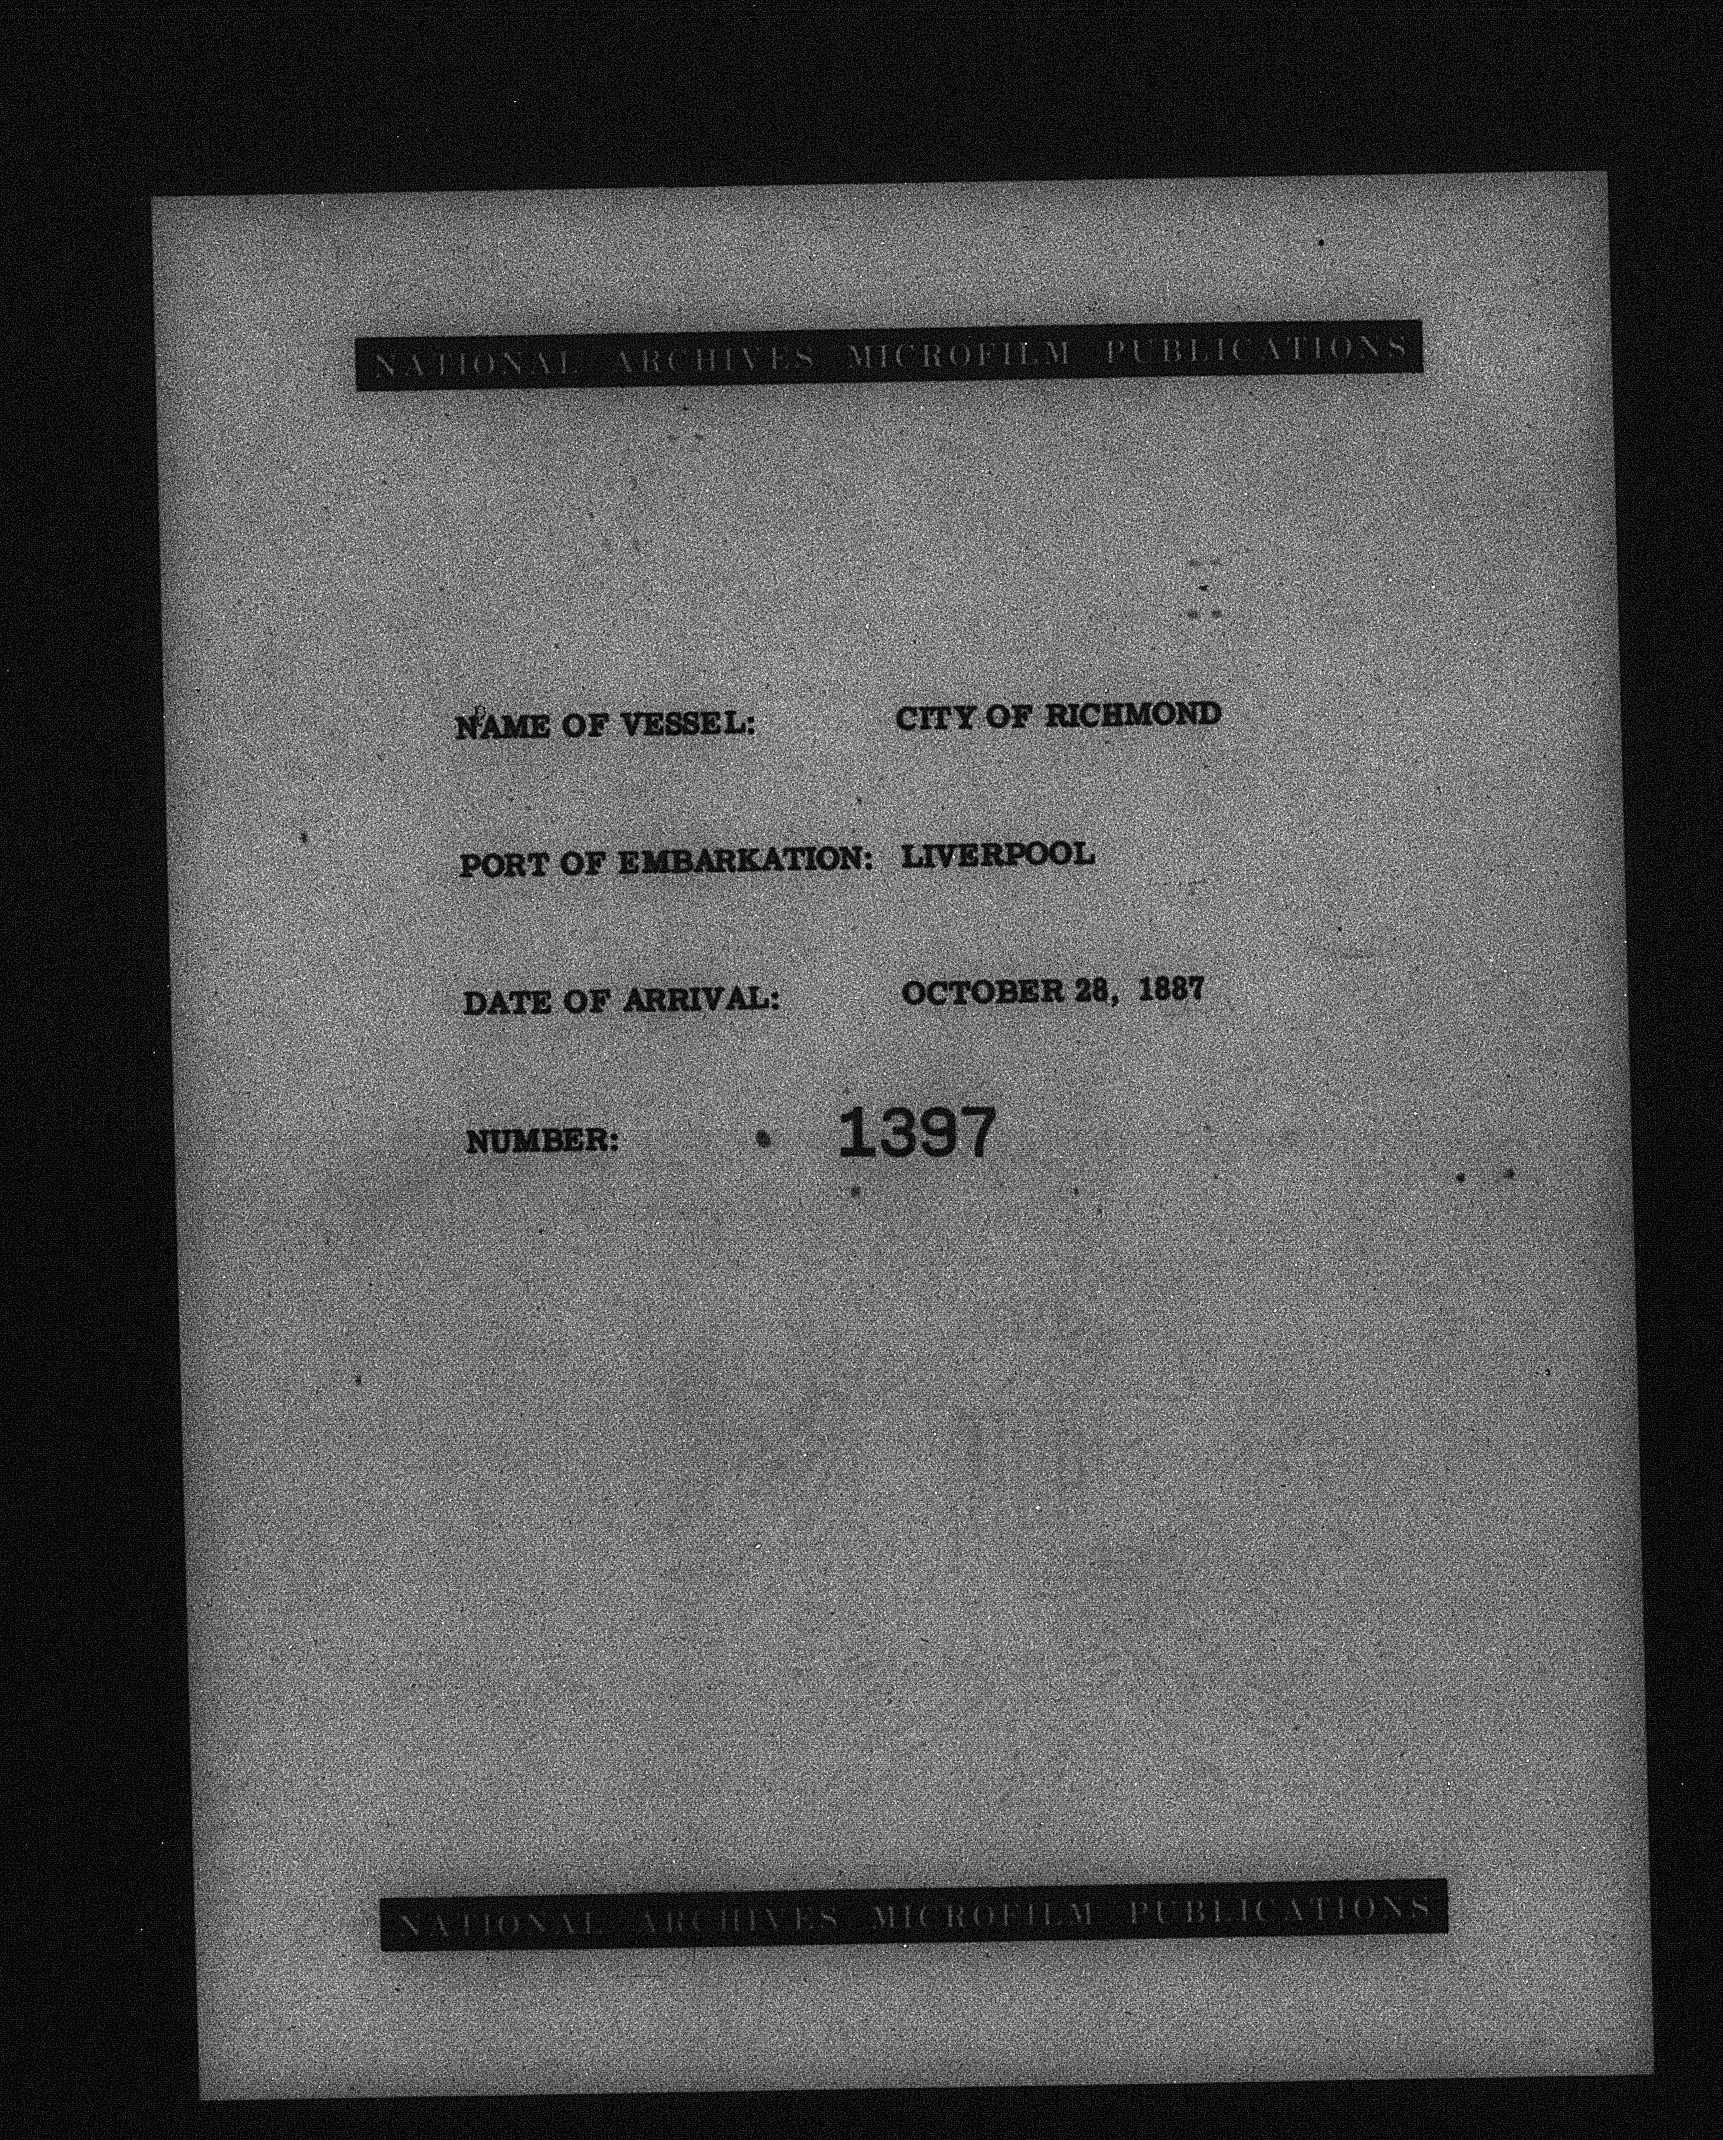 NATIONAL ARCHIVES MICROFILM PUBLICATIONS
NAME OF VESSEL: CITY OF RICHMOND
PORT OF EMBARKATION: LIVERPOOL
DATE OF ARRIVAL: OCTOBER 28, 1887
NUMBER: 1397
NATIONAL ARCHIVES MICROFILM PUBLICATIONS